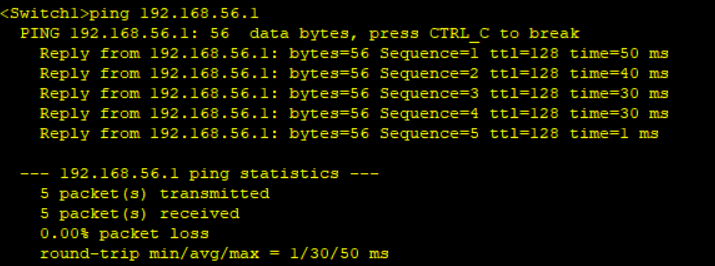 <Switch1>ping 192.168.56.1
PING 192.168.56.1: 56  data bytes, press CTRL_C to break
Reply from 192.168.56.1: bytes=56 Sequence=1 ttl=128 time=50 ms
Reply from 192.168.56.1: bytes=56 Sequence=2 ttl=128 time=40 ms
Reply from 192.168.56.1: bytes=56 Sequence=3 ttl=128 time=30 ms
Reply from 192.168.56.1: bytes=56 Sequence=4 ttl=128 time=30 ms
Reply from 192.168.56.1: bytes=56 Sequence=5 ttl=128 time=1 ms
--- 192.168.56.1 ping statistics ---
5 packet(s) transmitted
5 packet(s) received
0.00% packet loss
round-trip min/avg/max = 1/30/50 ms